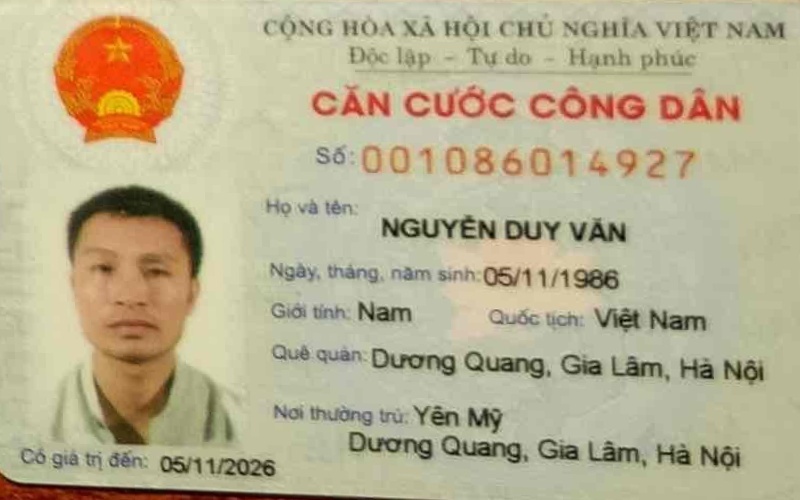 CỘNG HÒA XÃ HỘI CHỦ NGHĨA VIỆT NAM
Độc lập - Tự do - Hạnh phúc
CĂN CƯỚC CÔNG DÂN
Số: 001086014927
Họ và tên:
NGUYỄN DUY VĂN
Ngày, tháng, năm sinh: 05/11/1986
Giới tính: Nam Quốc tịch: Việt Nam
Quê quán: Dương Quang, Gia Lâm, Hà Nội
Nơi thường trú: Yên Mỹ
Dương Quang, Gia Lâm, Hà Nội
Có giá trị đến: 05/11/2026